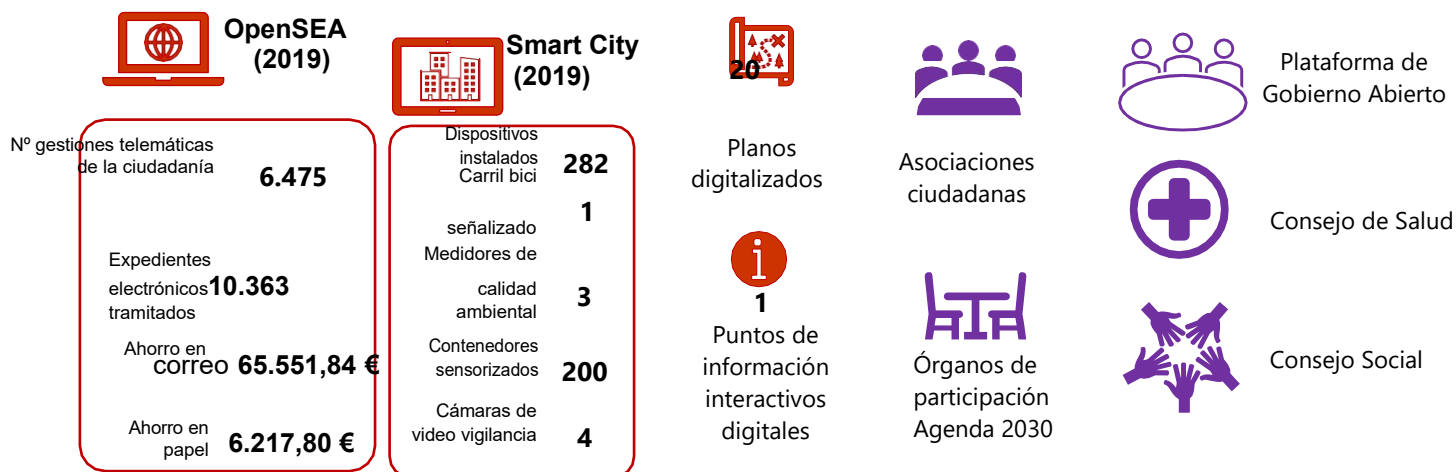 OpenSEA
(2019)
Nº gestiones telemáticas
de la ciudadanía
6.475
Expedientes
electrónicos 10.363
tramitados
Ahorro en
correo 65.551,84 €
Ahorro en
papel 6.217,80 €
Smart City
(2019)
Dispositivos
instalados 282
Carril bici
1
señalizado
Medidores de
calidad 3
ambiental
Contenedores
sensorizados 200
Cámaras de
video vigilancia 4
20
Planos
digitalizados
i
1
Puntos de
información
interactivos
digitales
Asociaciones
ciudadanas
Órganos de
participación
Agenda 2030
Plataforma de
Gobierno Abierto
Consejo de Salud
Consejo Social